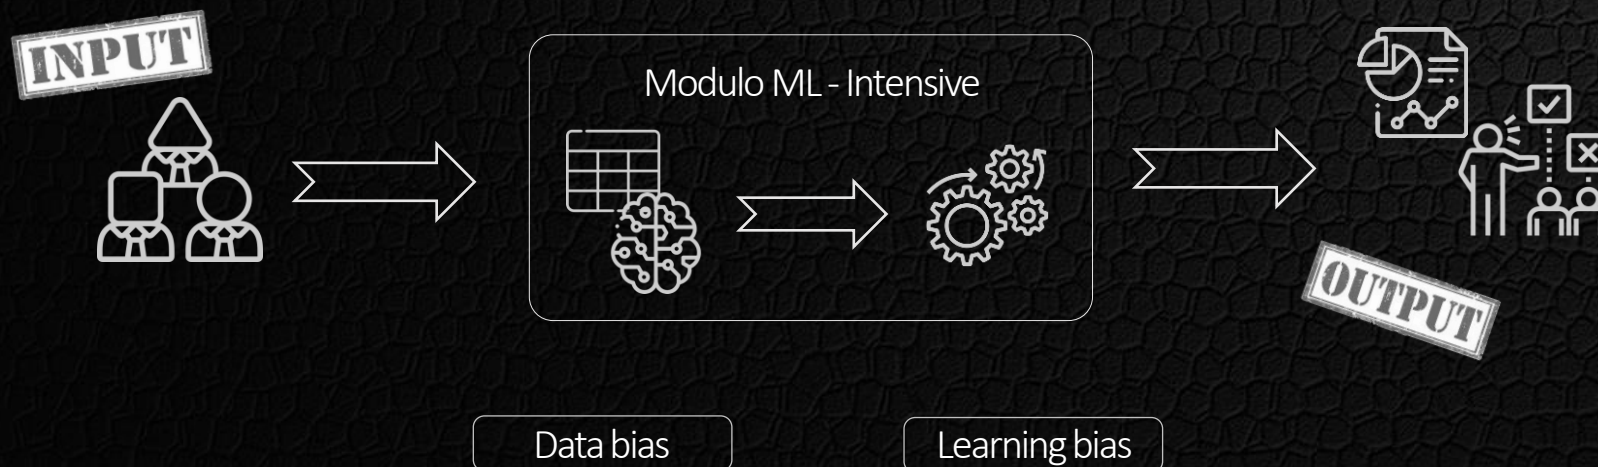 INPUT
Modulo ML - Intensive
OUTPUT
Data bias
Learning bias